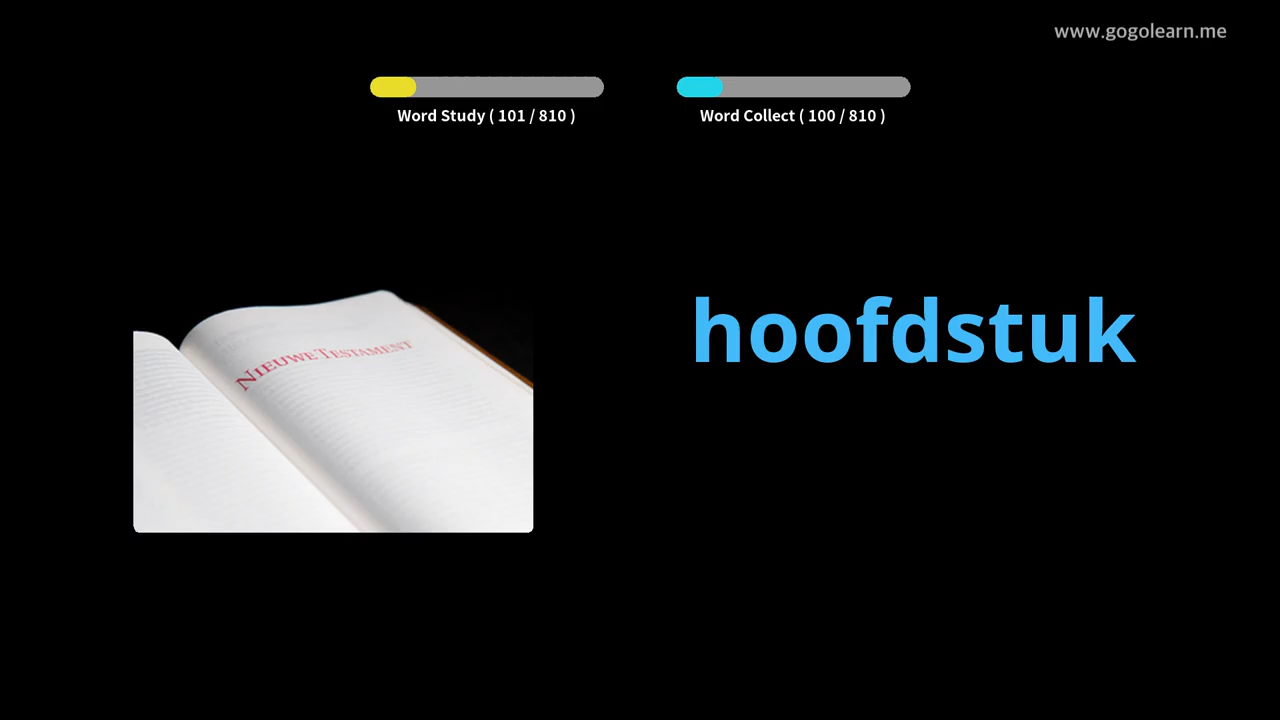 www.gogolearn.me
Word Study ( 101 / 810 )
Word Collect ( 100 / 810 )
NIEUWE TESTAMENT
hoofdstuk